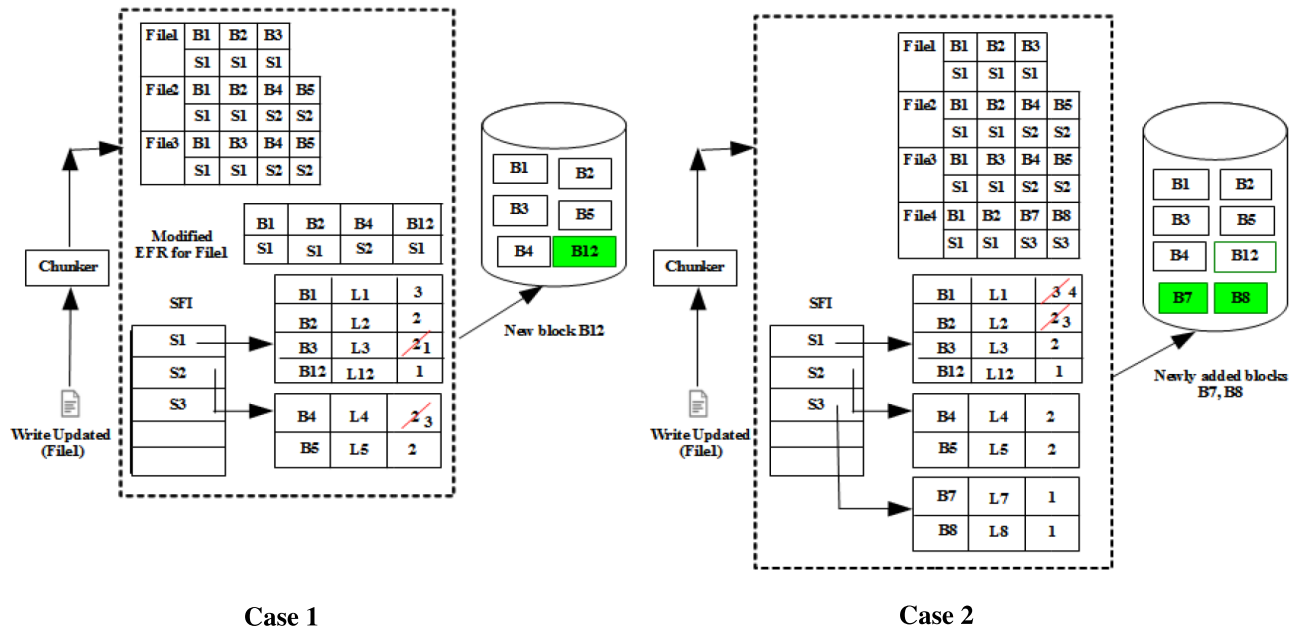 File1 B1 B2 B3
S1 S1 S1
File2 B1 B2 B4 B5
S1 S1 S2 S2
File3 B1 B3 B4 B5
S1 S1 S2 S2
Modified
EFR for File1
B1 B2 B4 B12
S1 S1 S2 S1
Chunker
Write Updated
(File1)
SFI
S1
S2
S3
B1 L1 3
B2 L2 2
B3 L3 2 1
B12 L12 1
B4 L4 2 3
B5 L5 2
B1 B2
B3 B5
B4 B12
New block B12
Case 1
File1 B1 B2 B3
S1 S1 S1
File2 B1 B2 B4 B5
S1 S1 S2 S2
File3 B1 B3 B4 B5
S1 S1 S2 S2
File4 B1 B2 B7 B8
S1 S1 S3 S3
Chunker
Write Updated
(File1)
SFI
S1
S2
S3
B1 L1 3 4
B2 L2 2 3
B3 L3 2
B12 L12 1
B4 L4 2
B5 L5 2
B7 L7 1
B8 L8 1
B1 B2
B3 B5
B4 B12
B7 B8
Newly added blocks
B7, B8
Case 2